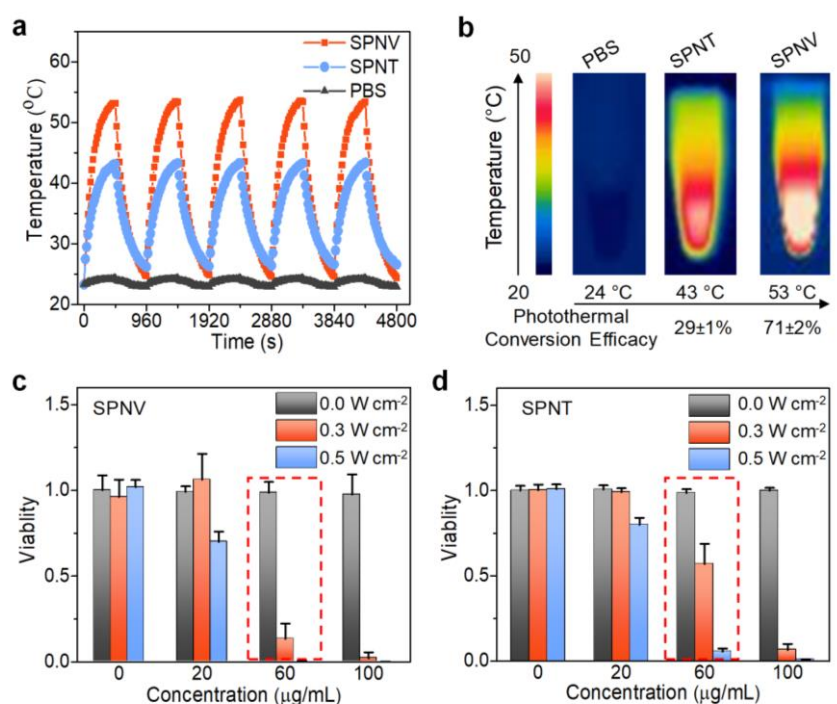 a
60
50
40
30
20
Temperature (°C)
SPNV
SPNT
PBS
0 960 1920 2880 3840 4800
Time (s)
b
50
Temperature (°C)
20
PBS SPNT SPNV
24 °C 43 °C 53 °C
Photothermal
Conversion Efficacy 29±1% 71±2%
c
SPNV
1.5
1.0
0.5
0.0
Viablity
0.0 W cm-2
0.3 W cm-2
0.5 W cm-2
0 20 60 100
Concentration (μg/mL)
d
SPNT
1.5
1.0
0.5
0.0
Viablity
0.0 W cm-2
0.3 W cm-2
0.5 W cm-2
0 20 60 100
Concentration (μg/mL)